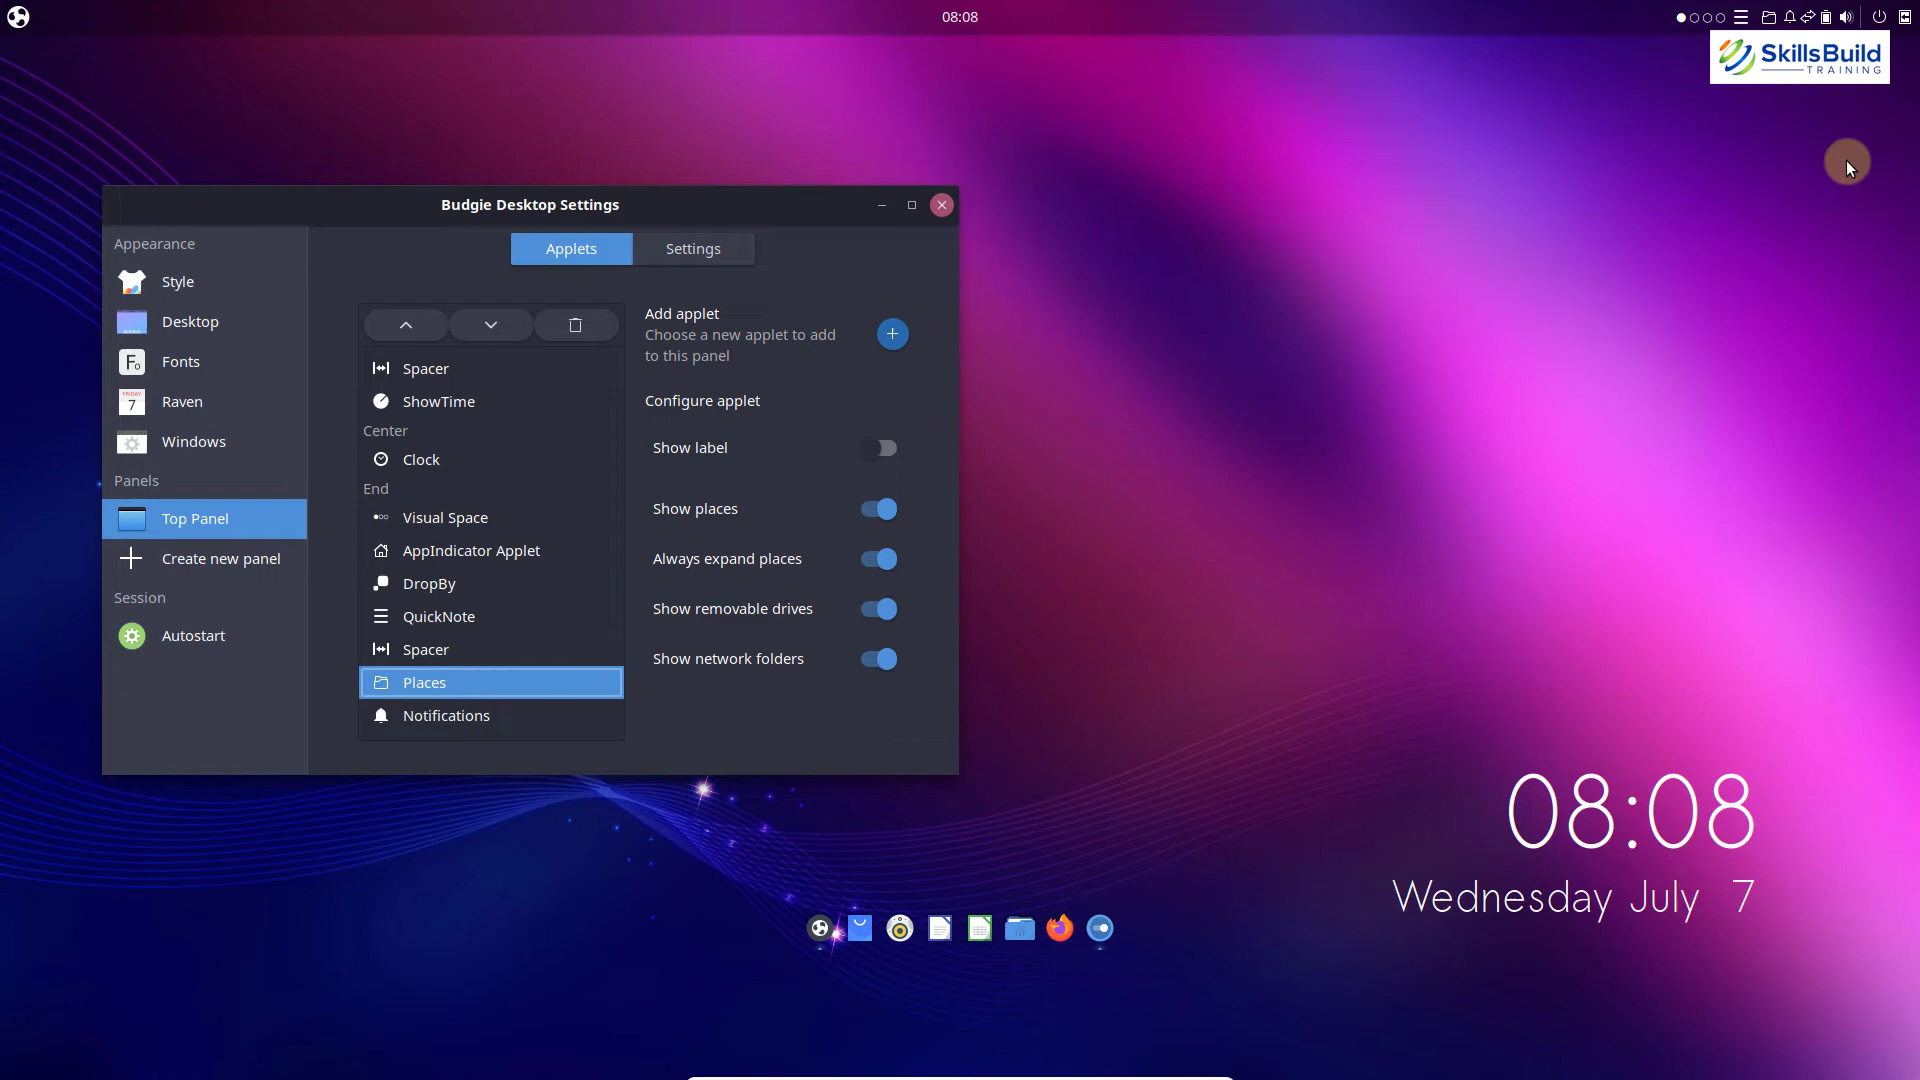 08:08
SkillsBuild
TRAINING
Budgie Desktop Settings
Appearance
Style
Desktop
Fo
Fonts
FRIDAY
7
Raven
Windows
Panels
Top Panel
Create new panel
Session
Autostart
Applets
Settings
Spacer
ShowTime
Center
Clock
End
Visual Space
AppIndicator Applet
DropBy
QuickNote
Spacer
Places
Notifications
Add applet
Choose a new applet to add
to this panel
Configure applet
Show label
Show places
Always expand places
Show removable drives
Show network folders
08:08
Wednesday July 7